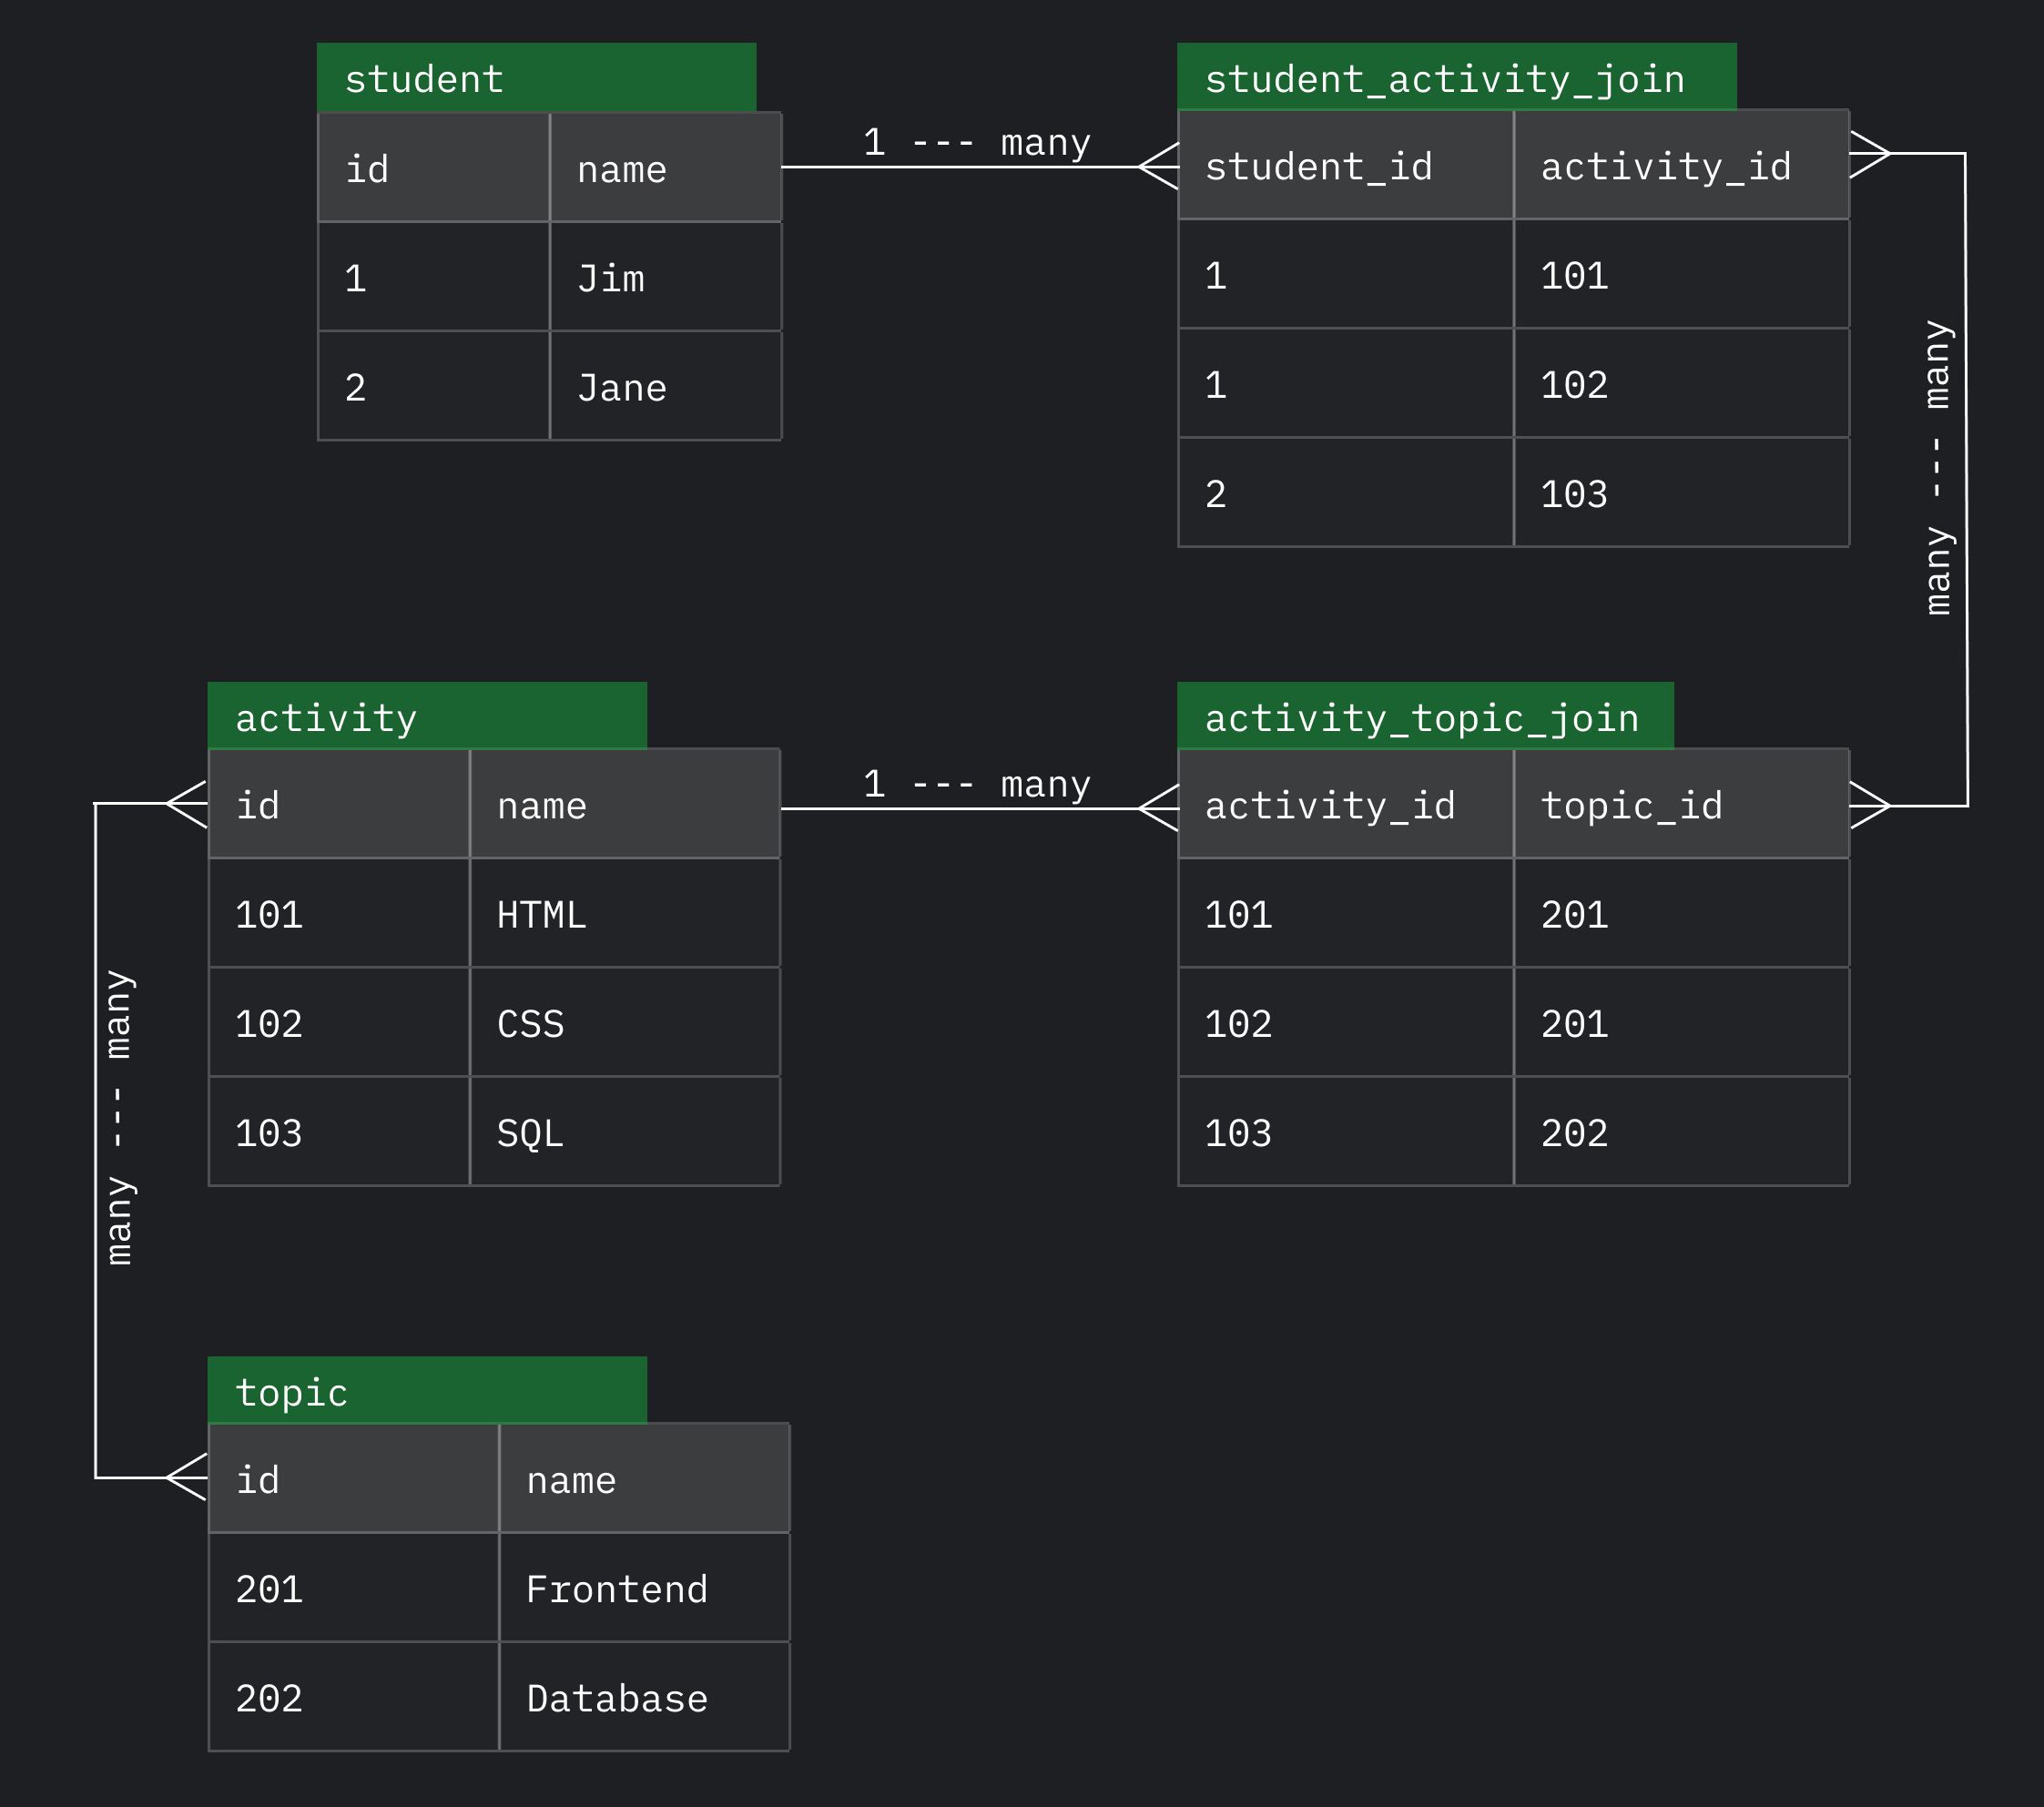 student
id name
1 Jim
2 Jane
1 --- many
student_activity_join
student_id activity_id
1 101
1 102
2 103
many --- many
activity
id name
101 HTML
102 CSS
103 SQL
1 --- many
activity_topic_join
activity_id topic_id
101 201
102 201
103 202
many --- many
topic
id name
201 Frontend
202 Database